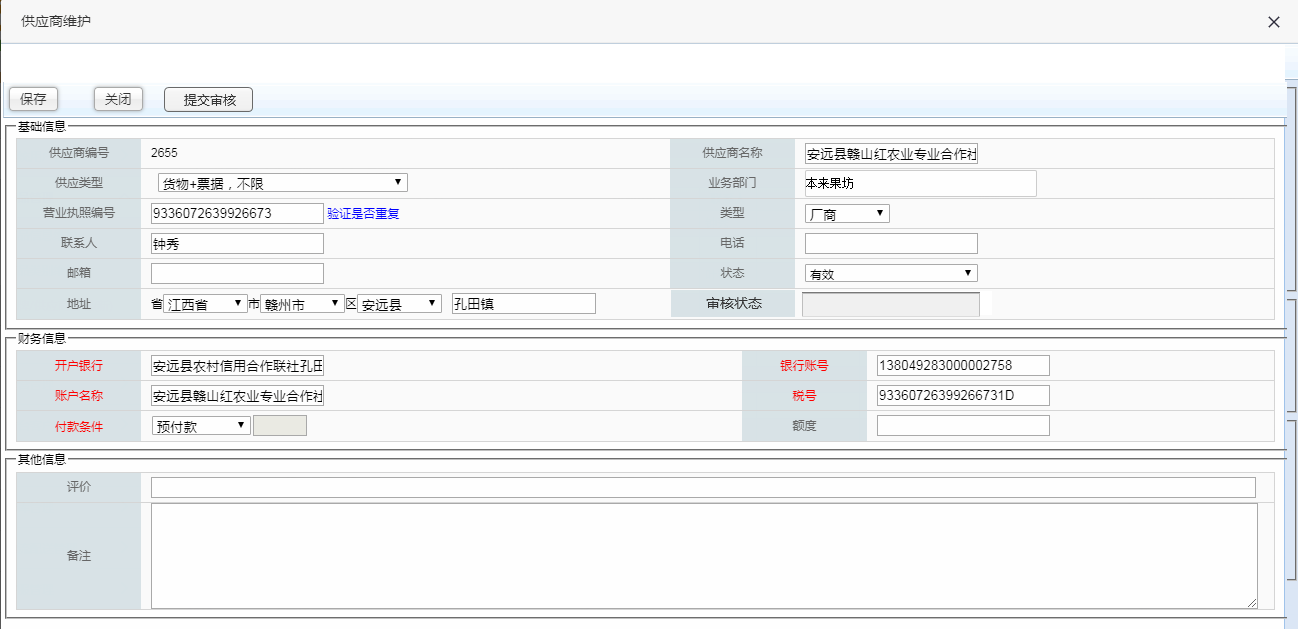 供应商维护
保存 关闭 提交审核
基础信息
供应商编号 2655 供应商名称 安远县赣山红农业专业合作社
供应类型 货物+票据，不限 业务部门 本来果坊
营业执照编号 9336072639926673 验证是否重复 类型 厂商
联系人 钟秀 电话
邮箱 状态 有效
地址 省 江西省 市 赣州市 区 安远县 孔田镇 审核状态
财务信息
开户银行 安远县农村信用合作联社孔田 银行账号 138049283000002758
账户名称 安远县赣山红农业专业合作社 税号 93360726399266731D
付款条件 预付款 额度
其他信息
评价
备注